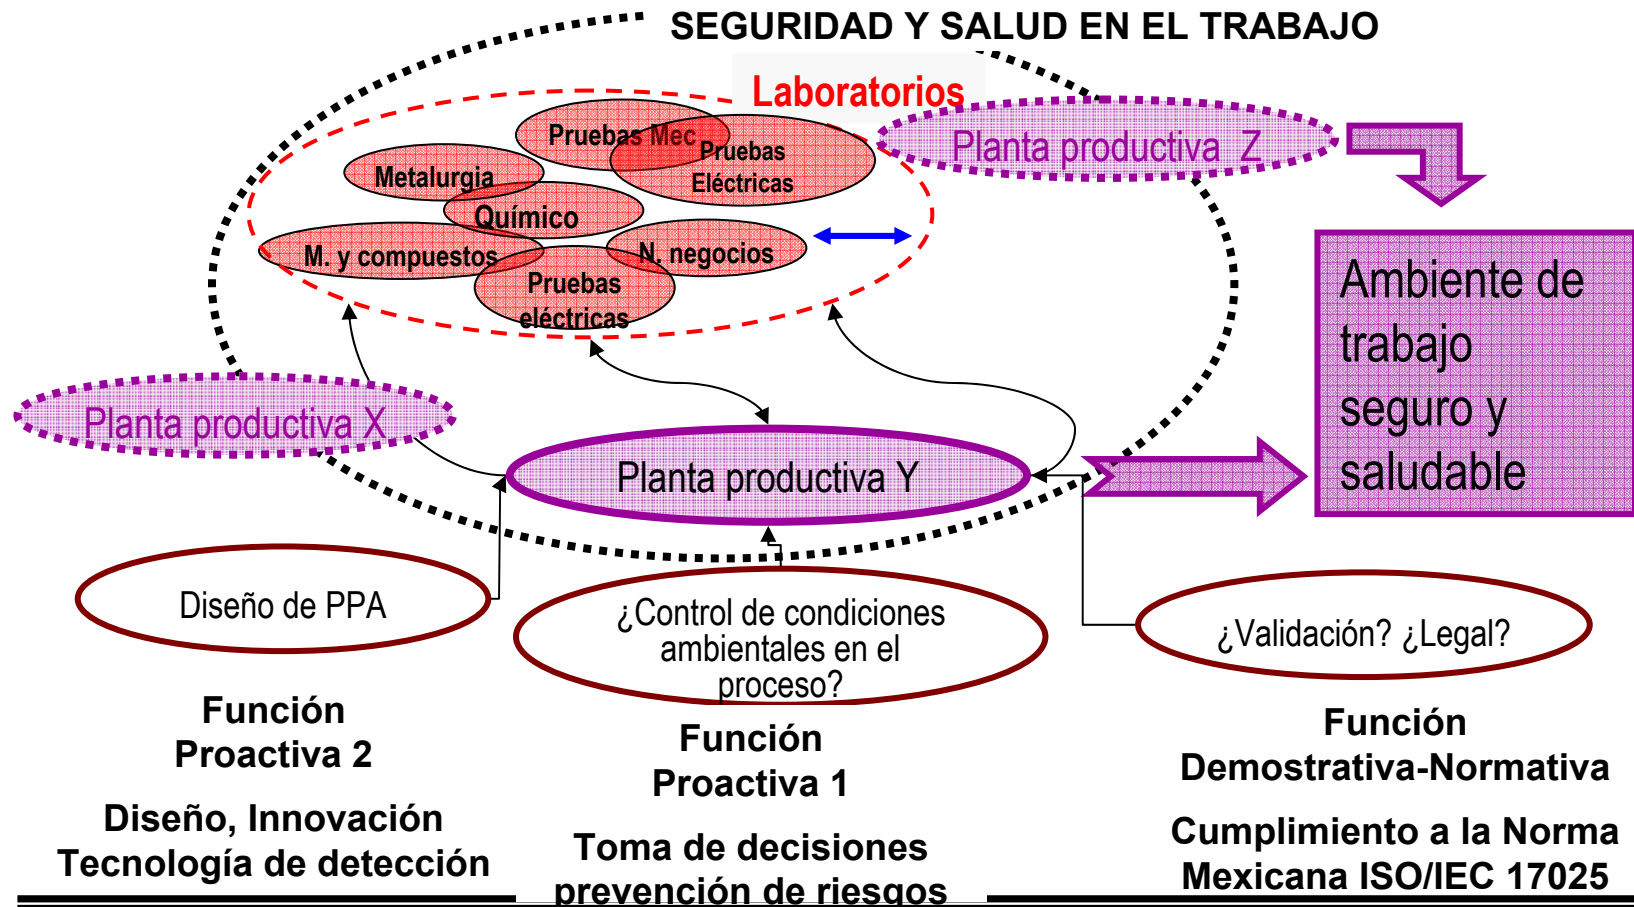 SEGURIDAD Y SALUD EN EL TRABAJO
Laboratorios
Pruebas Mec
Pruebas
Eléctricas
Metalurgia
Químico
M. y compuestos
N. negocios
Pruebas
eléctricas
Planta productiva Z
Ambiente de
trabajo
seguro y
saludable
Planta productiva X
Planta productiva Y
Diseño de PPA
¿Control de condiciones
ambientales en el
proceso?
¿Validación? ¿Legal?
Función
Proactiva 2
Diseño, Innovación
Tecnología de detección
Función
Proactiva 1
Toma de decisiones
prevención de riesgos
Función
Demostrativa-Normativa
Cumplimiento a la Norma
Mexicana ISO/IEC 17025